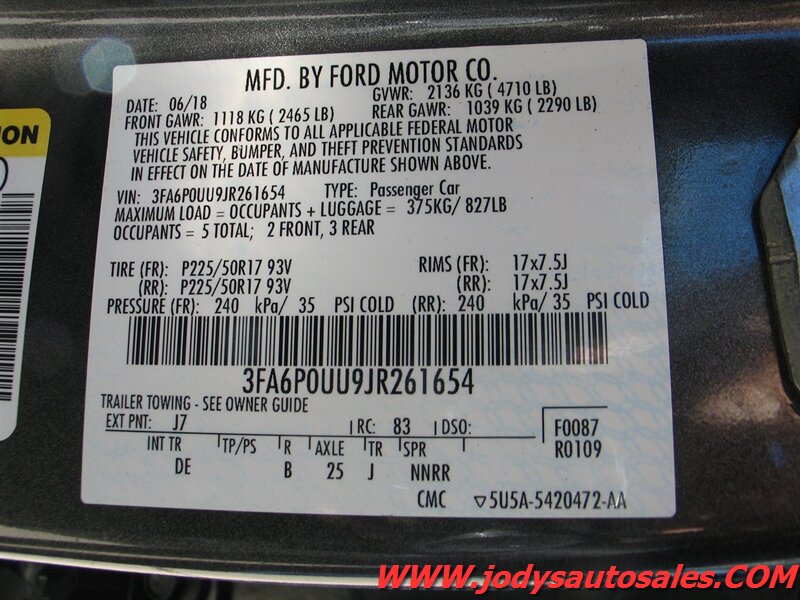 MFD. BY FORD MOTOR CO.
DATE: 06/18 GVWR: 2136 KG ( 4710 LB)
FRONT GAWR: 1118 KG ( 2465 LB) REAR GAWR: 1039 KG ( 2290 LB)
THIS VEHICLE CONFORMS TO ALL APPLICABLE FEDERAL MOTOR
VEHICLE SAFETY, BUMPER, AND THEFT PREVENTION STANDARDS
IN EFFECT ON THE DATE OF MANUFACTURE SHOWN ABOVE.
VIN: 3FA6P0UU9JR261654 TYPE: Passenger Car
MAXIMUM LOAD = OCCUPANTS + LUGGAGE = 375KG/ 827LB
OCCUPANTS = 5 TOTAL; 2 FRONT, 3 REAR
TIRE (FR): P225/50R17 93V RIMS (FR): 17x7.5J
(RR): P225/50R17 93V (RR): 17x7.5J
PRESSURE (FR): 240 kPa/ 35 PSI COLD (RR): 240 kPa/ 35 PSI COLD
3FA6P0UU9JR261654
TRAILER TOWING - SEE OWNER GUIDE
EXT PNT: J7 RC: 83 DSO: F0087
R0109
INT TR TP/PS R AXLE TR SPR
DE B 25 J NNRR
CMC ▽5U5A-5420472-AA
ION
www.jodysautosales.com